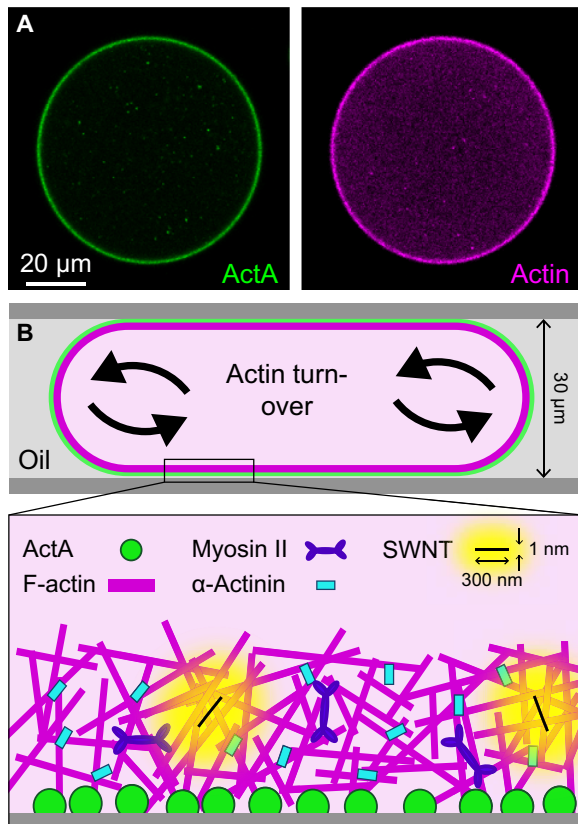 A
20 µm
ActA
Actin
B
Actin turn-
over
30 µm
Oil
ActA
Myosin II
SWNT
1 nm
300 nm
F-actin
α-Actinin